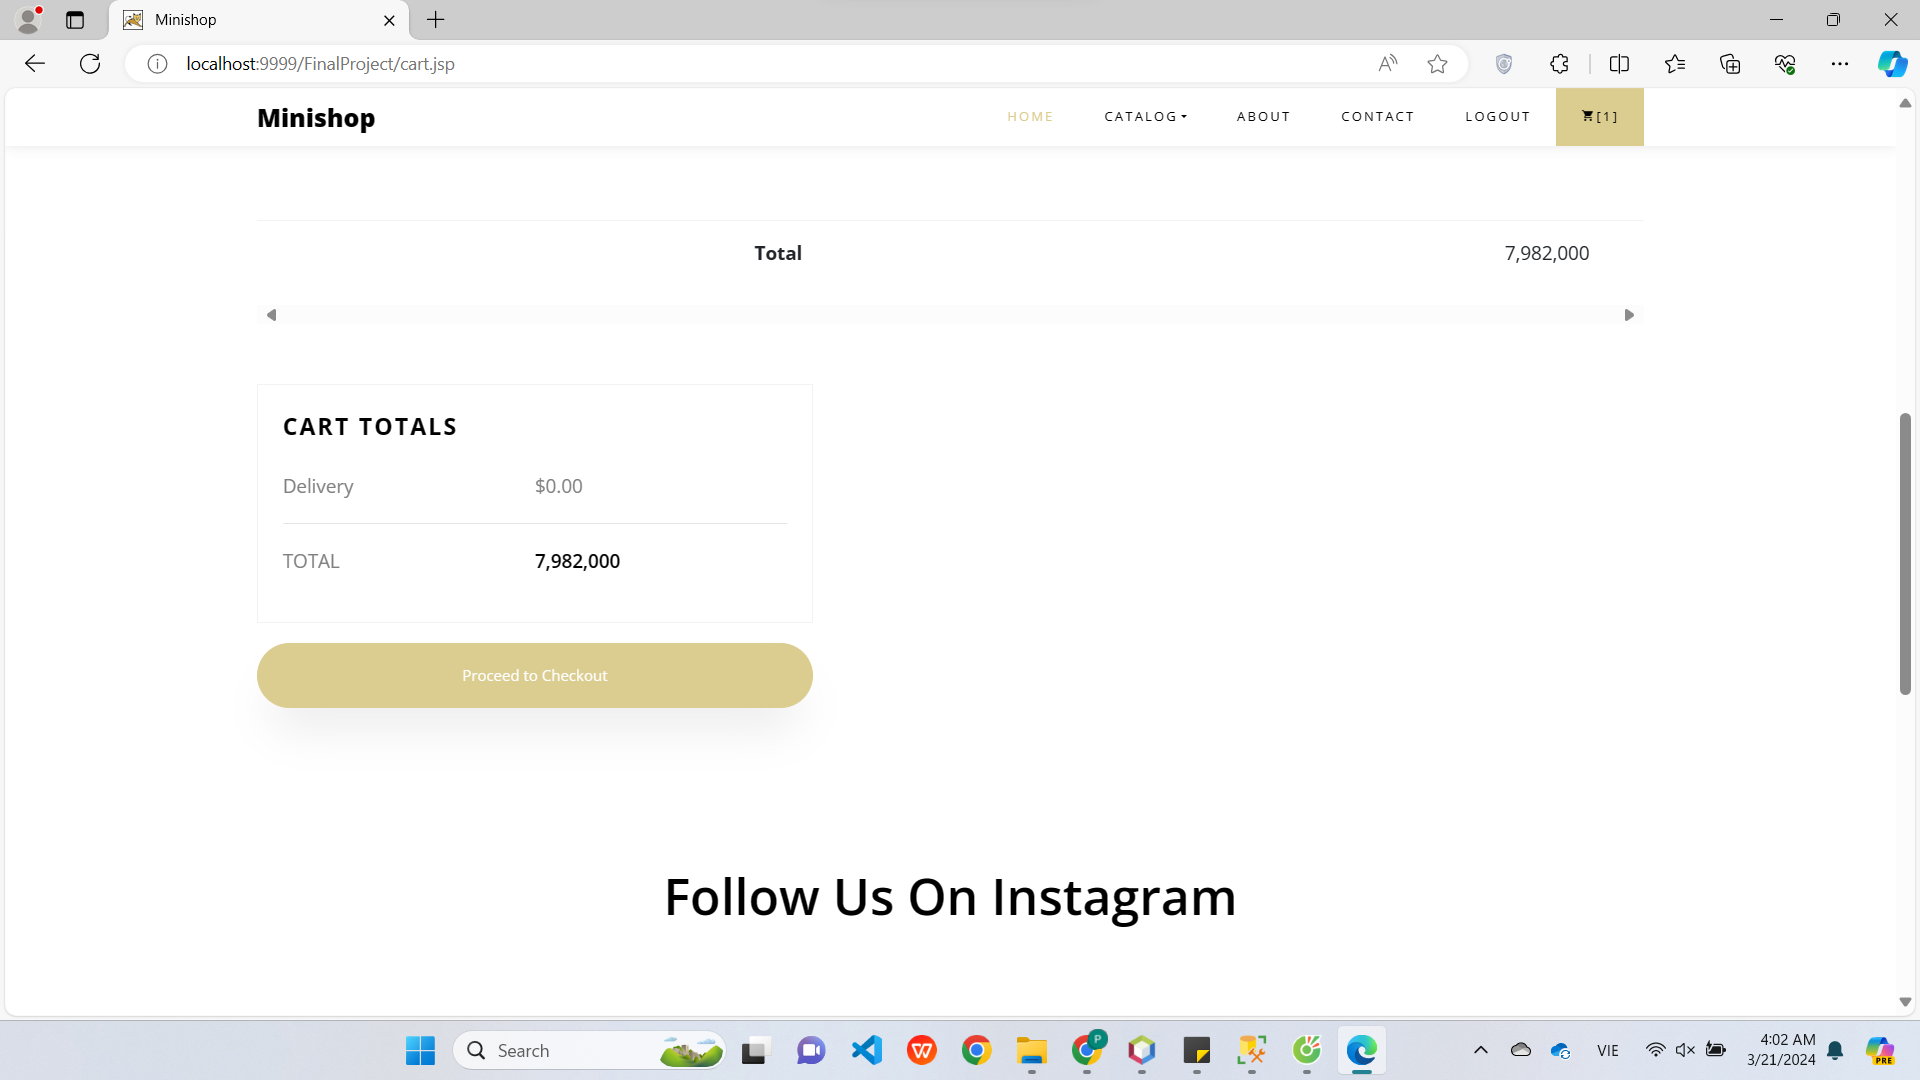 Minishop
localhost:9999/FinalProject/cart.jsp
Minishop
HOME CATALOG ABOUT CONTACT LOGOUT [1]
Total 7,982,000
CART TOTALS
Delivery $0.00
TOTAL 7,982,000
Proceed to Checkout
Follow Us On Instagram
Search
P
VIE
4:02 AM
3/21/2024
PRE